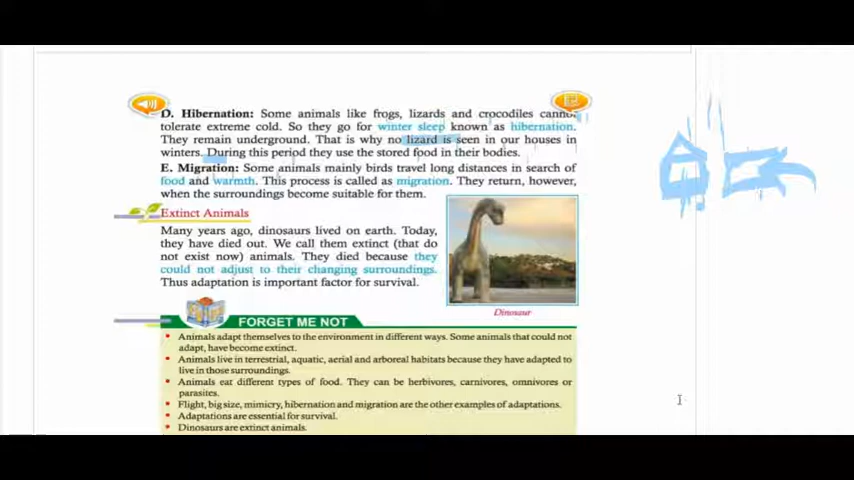 D. Hibernation: Some animals like frogs, lizards and crocodiles cannot
tolerate extreme cold. So they go for winter sleep known as hibernation.
They remain underground. That is why no lizard is seen in our houses in
winters. During this period they use the stored food in their bodies.
E. Migration: Some animals mainly birds travel long distances in search of
food and warmth. This process is called as migration. They return, however,
when the surroundings become suitable for them.
Extinct Animals
Many years ago, dinosaurs lived on earth. Today,
they have died out. We call them extinct (that do
not exist now) animals. They died because they
could not adjust to their changing surroundings.
Thus adaptation is important factor for survival.
Dinosaur
FORGET ME NOT
• Animals adapt themselves to the environment in different ways. Some animals that could not
adapt, have become extinct.
• Animals live in terrestrial, aquatic, aerial and arboreal habitats because they have adapted to
live in those surroundings.
• Animals eat different types of food. They can be herbivores, carnivores, omnivores or
parasites.
• Flight, big size, mimicry, hibernation and migration are the other examples of adaptations.
• Adaptations are essential for survival.
• Dinosaurs are extinct animals.